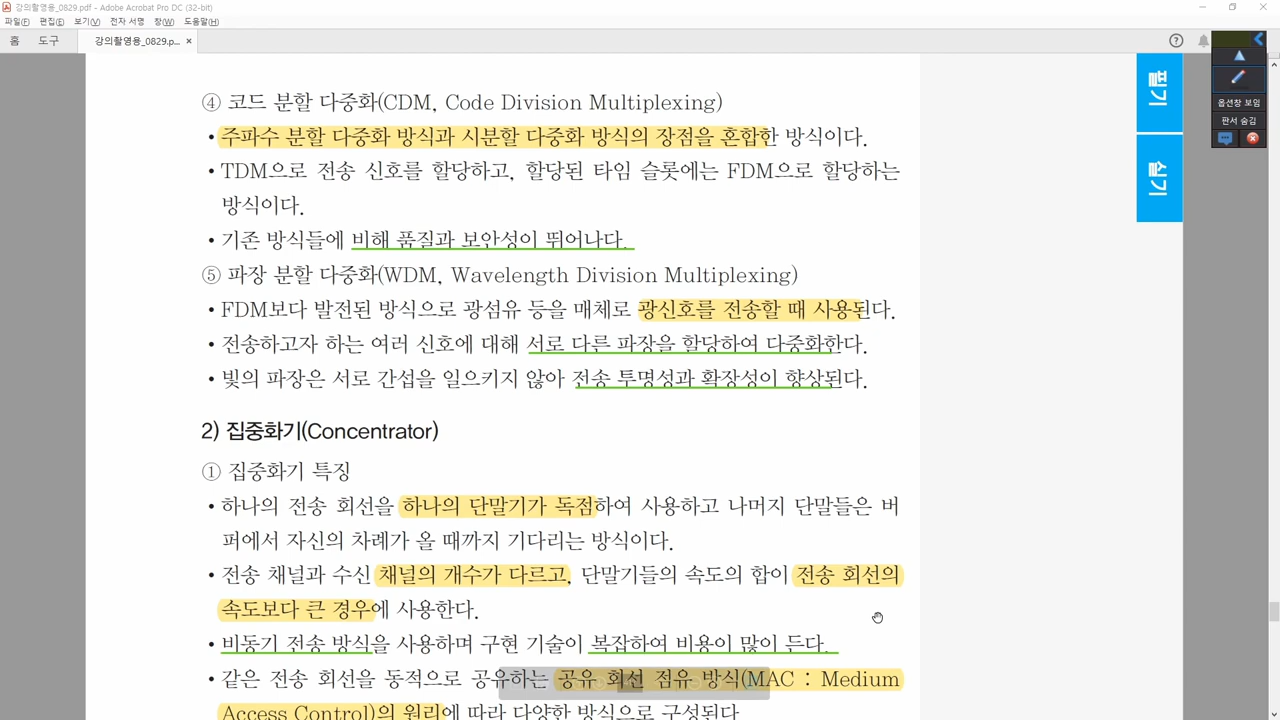 강의촬영용_0829.pdf - Adobe Acrobat Pro DC (32-bit)
파일(F) 편집(E) 보기(V) 전자 서명 창(W) 도움말(H)
홈 도구 강의촬영용_0829.p... ×
④ 코드 분할 다중화(CDM, Code Division Multiplexing)
• 주파수 분할 다중화 방식과 시분할 다중화 방식의 장점을 혼합한 방식이다.
• TDM으로 전송 신호를 할당하고, 할당된 타임 슬롯에는 FDM으로 할당하는
방식이다.
• 기존 방식들에 비해 품질과 보안성이 뛰어나다.
⑤ 파장 분할 다중화(WDM, Wavelength Division Multiplexing)
• FDM보다 발전된 방식으로 광섬유 등을 매체로 광신호를 전송할 때 사용된다.
• 전송하고자 하는 여러 신호에 대해 서로 다른 파장을 할당하여 다중화한다.
• 빛의 파장은 서로 간섭을 일으키지 않아 전송 투명성과 확장성이 향상된다.
2) 집중화기(Concentrator)
① 집중화기 특징
• 하나의 전송 회선을 하나의 단말기가 독점하여 사용하고 나머지 단말들은 버
퍼에서 자신의 차례가 올 때까지 기다리는 방식이다.
• 전송 채널과 수신 채널의 개수가 다르고, 단말기들의 속도의 합이 전송 회선의
속도보다 큰 경우에 사용한다.
• 비동기 전송 방식을 사용하며 구현 기술이 복잡하여 비용이 많이 든다.
• 같은 전송 회선을 동적으로 공유하는 공유 회선 점유 방식(MAC : Medium
Access Control)의 원리에 따라 다양한 방식으로 구성된다
필기
실기
옵션창 보임
판서 숨김